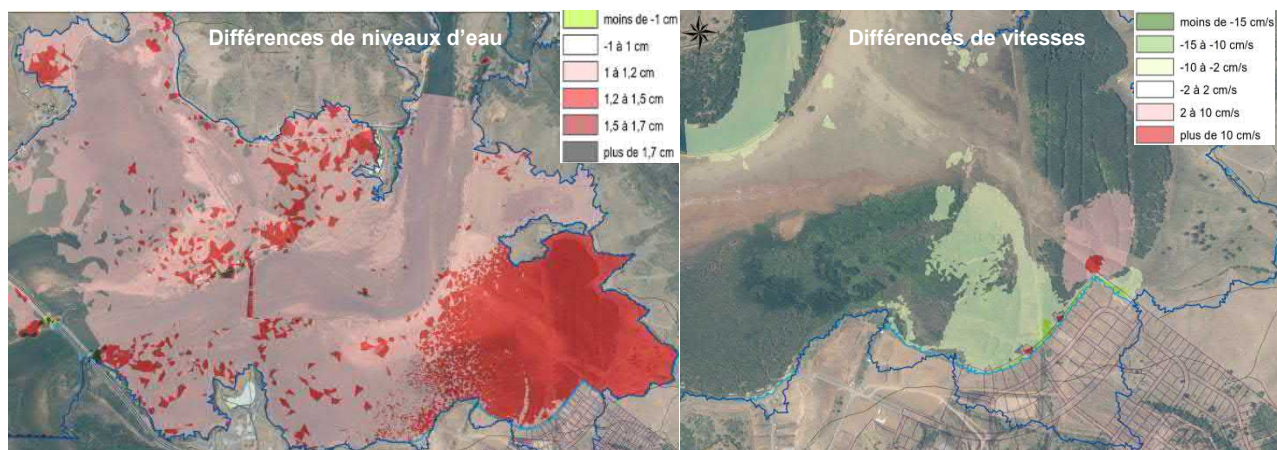 Différences de niveaux d'eau
moins de -1 cm
-1 à 1 cm
1 à 1,2 cm
1,2 à 1,5 cm
1,5 à 1,7 cm
plus de 1,7 cm
Différences de vitesses
moins de -15 cm/s
-15 à -10 cm/s
-10 à -2 cm/s
-2 à 2 cm/s
2 à 10 cm/s
plus de 10 cm/s